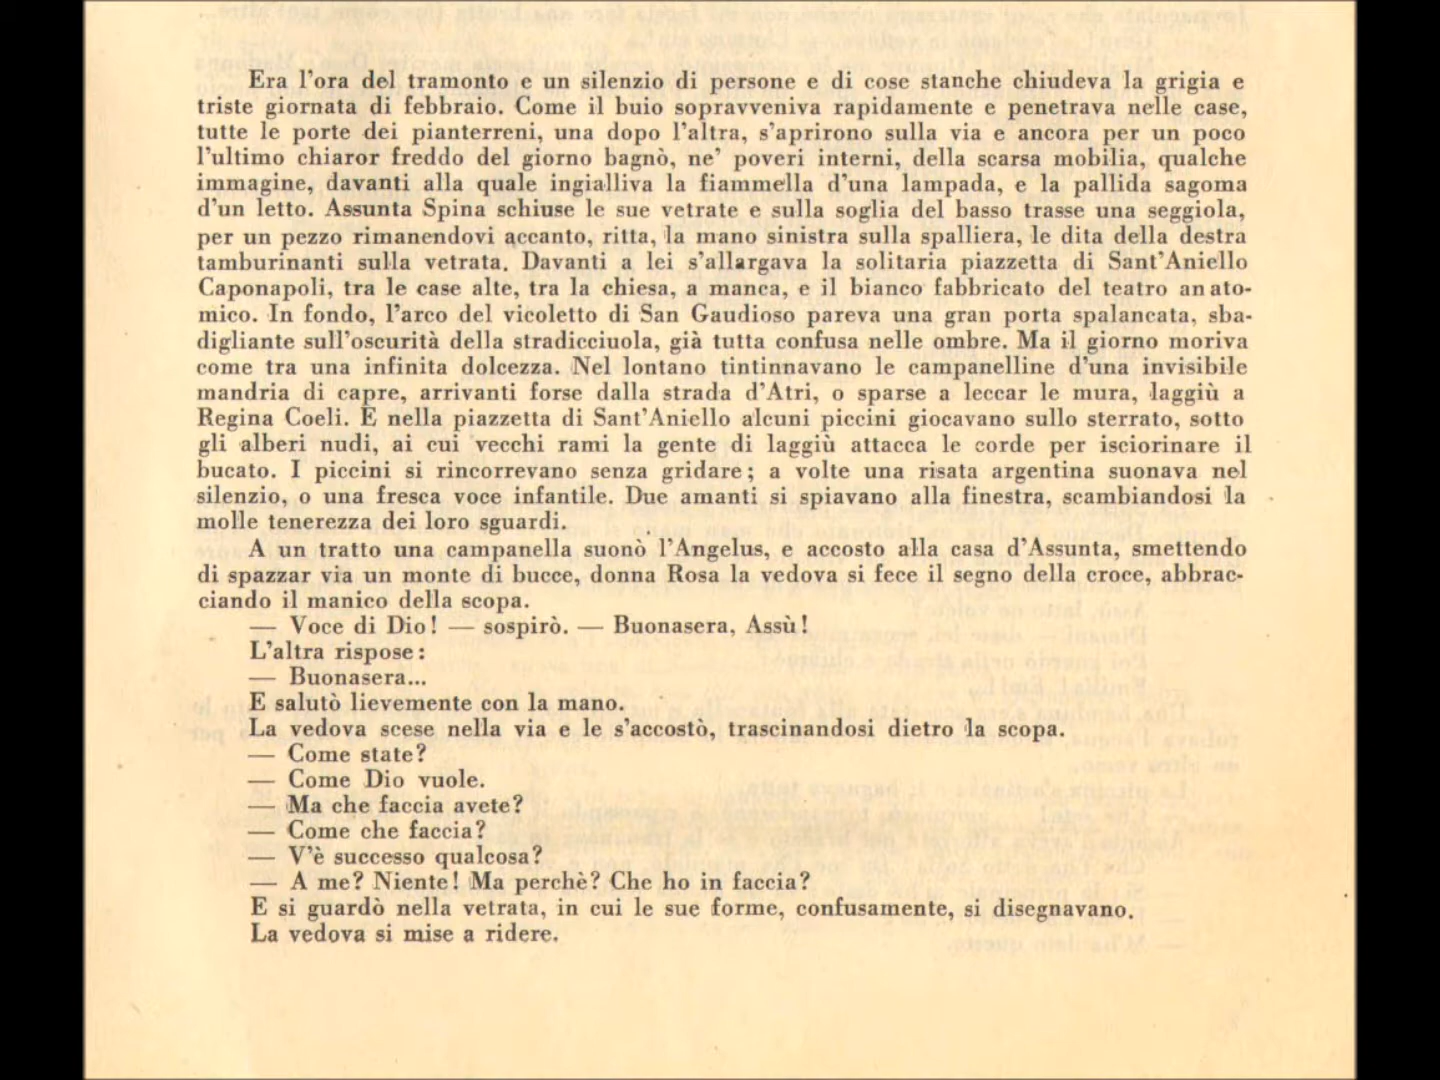 Era l'ora del tramonto e un silenzio di persone e di cose stanche chiudeva la grigia e
triste giornata di febbraio. Come il buio sopravveniva rapidamente e penetrava nelle case,
tutte le porte dei pianterreni, una dopo l'altra, s'aprirono sulla via e ancora per un poco
l'ultimo chiaror freddo del giorno bagnò, ne' poveri interni, della scarsa mobilia, qualche
immagine, davanti alla quale ingialliva la fiammella d'una lampada, e la pallida sagoma
d'un letto. Assunta Spina schiuse le sue vetrate e sulla soglia del basso trasse una seggiola,
per un pezzo rimanendovi accanto, ritta, la mano sinistra sulla spalliera, le dita della destra
tamburinanti sulla vetrata. Davanti a lei s'allargava la solitaria piazzetta di Sant'Aniello
Caponapoli, tra le case alte, tra la chiesa, a manca, e il bianco fabbricato del teatro anato-
mico. In fondo, l'arco del vicoletto di San Gaudioso pareva una gran porta spalancata, sba-
digliante sull'oscurità della stradicciuola, già tutta confusa nelle ombre. Ma il giorno moriva
come tra una infinita dolcezza. Nel lontano tintinnavano le campanelline d'una invisibile
mandria di capre, arrivanti forse dalla strada d'Atri, o sparse a leccar le mura, laggiù a
Regina Coeli. E nella piazzetta di Sant'Aniello alcuni piccini giocavano sullo sterrato, sotto
gli alberi nudi, ai cui vecchi rami la gente di laggiù attacca le corde per isciorinare il
bucato. I piccini si rincorrevano senza gridare; a volte una risata argentina suonava nel
silenzio, o una fresca voce infantile. Due amanti si spiavano alla finestra, scambiandosi la
molle tenerezza dei loro sguardi.
A un tratto una campanella suonò l'Angelus, e accosto alla casa d'Assunta, smettendo
di spazzar via un monte di bucce, donna Rosa la vedova si fece il segno della croce, abbrac-
ciando il manico della scopa.
— Voce di Dio! — sospirò. — Buonasera, Assù!
L'altra rispose:
— Buonasera...
E salutò lievemente con la mano.
La vedova scese nella via e le s'accostò, trascinandosi dietro la scopa.
— Come state?
— Come Dio vuole.
— Ma che faccia avete?
— Come che faccia?
— V'è successo qualcosa?
— A me? Niente! Ma perchè? Che ho in faccia?
E si guardò nella vetrata, in cui le sue forme, confusamente, si disegnavano.
La vedova si mise a ridere.